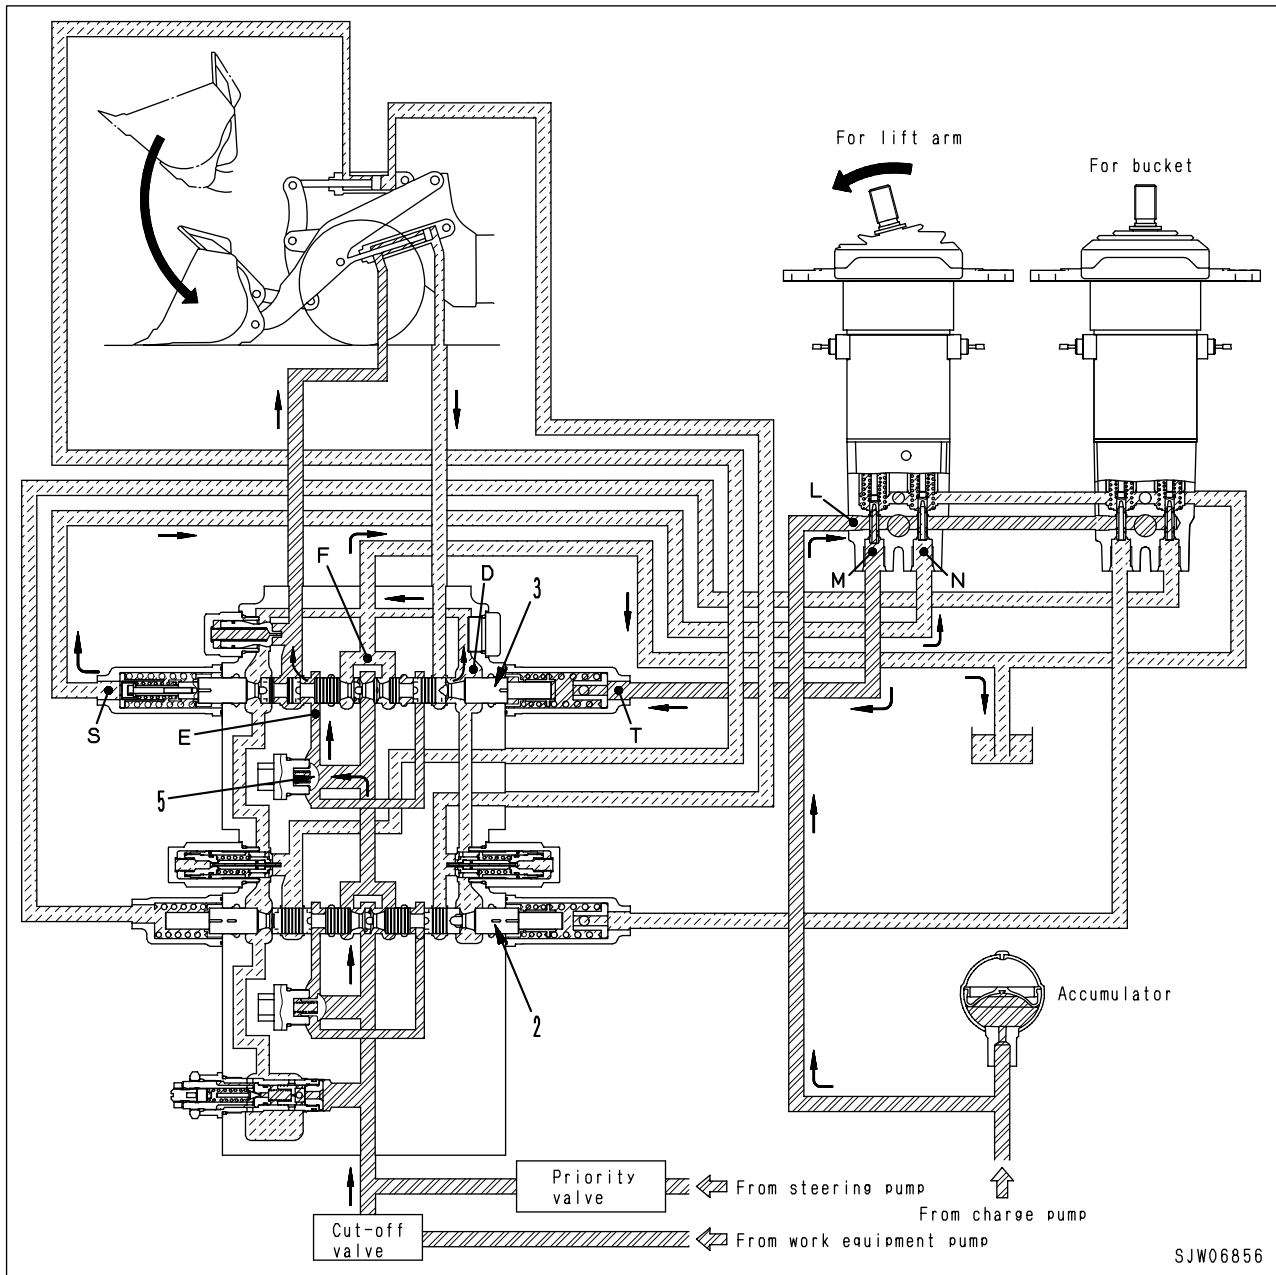 For lift arm
For bucket
L
M
N
F
D
3
S
E
T
5
2
Accumulator
Priority
valve
From steering pump
From charge pump
Cut-off
valve
From work equipment pump
SJW06856